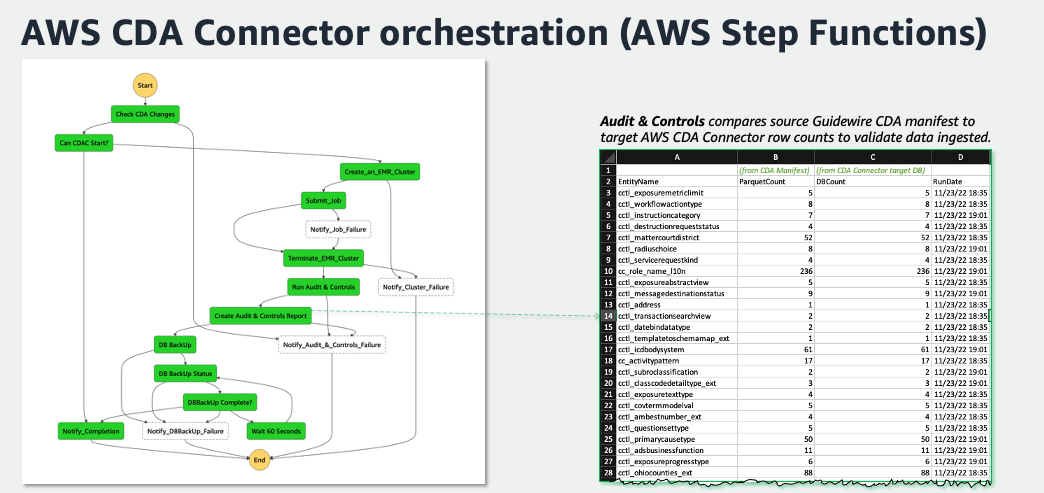 AWS CDA Connector orchestration (AWS Step Functions)
Start
Check CDA Changes
Can CDAC Start?
Create_an_EMR_Cluster
Submit_Job
Notify_Job_Failure
Terminate_EMR_Cluster
Run Audit & Controls
Notify_Cluster_Failure
Create Audit & Controls Report
DB BackUp
Notify_Audit_&_Controls_Failure
DB BackUp Status
DBBackUp Complete?
Notify_Completion
Notify_DBBackUp_Failure
Wait 60 Seconds
End
Audit & Controls compares source Guidewire CDA manifest to
target AWS CDA Connector row counts to validate data ingested.
A B C D
1 (from CDA Manifest) (from CDA Connector target DB)
2 EntityName ParquetCount DBCount RunDate
3 cctl_exposuremetriclimit 5 5 11/23/22 18:35
4 cctl_workflowactiontype 8 8 11/23/22 18:35
5 cctl_instructioncategory 7 7 11/23/22 19:01
6 cctl_destructionrequeststatus 4 4 11/23/22 18:35
7 cctl_mattercourtdistrict 52 52 11/23/22 18:35
8 cctl_radiuschoice 8 8 11/23/22 19:01
9 cctl_servicerequestkind 4 4 11/23/22 18:35
10 cc_role_name_l10n 236 236 11/23/22 19:01
11 cctl_exposureabstractview 5 5 11/23/22 18:35
12 cctl_messagedestinationstatus 9 9 11/23/22 19:01
13 cctl_address 1 1 11/23/22 18:35
14 cctl_transactionsearchview 2 2 11/23/22 18:35
15 cctl_datebindatatype 2 2 11/23/22 18:35
16 cctl_templatetoschemamap_ext 1 1 11/23/22 18:35
17 cctl_icdbodysystem 61 61 11/23/22 19:01
18 cc_activitypattern 17 17 11/23/22 18:35
19 cctl_subroclassification 2 2 11/23/22 19:01
20 cctl_classcodedetailtype_ext 3 3 11/23/22 19:01
21 cctl_exposuretexttype 4 4 11/23/22 18:35
22 cctl_covtermmodelval 5 5 11/23/22 18:35
23 cctl_ambestnumber_ext 4 4 11/23/22 18:35
24 cctl_questionsettype 5 5 11/23/22 18:35
25 cctl_primarycausetype 50 50 11/23/22 19:01
26 cctl_adsbusinessfunction 11 11 11/23/22 19:01
27 cctl_exposureprogresstype 6 6 11/23/22 19:01
28 cctl_ohiocounties_ext 88 88 11/23/22 18:35